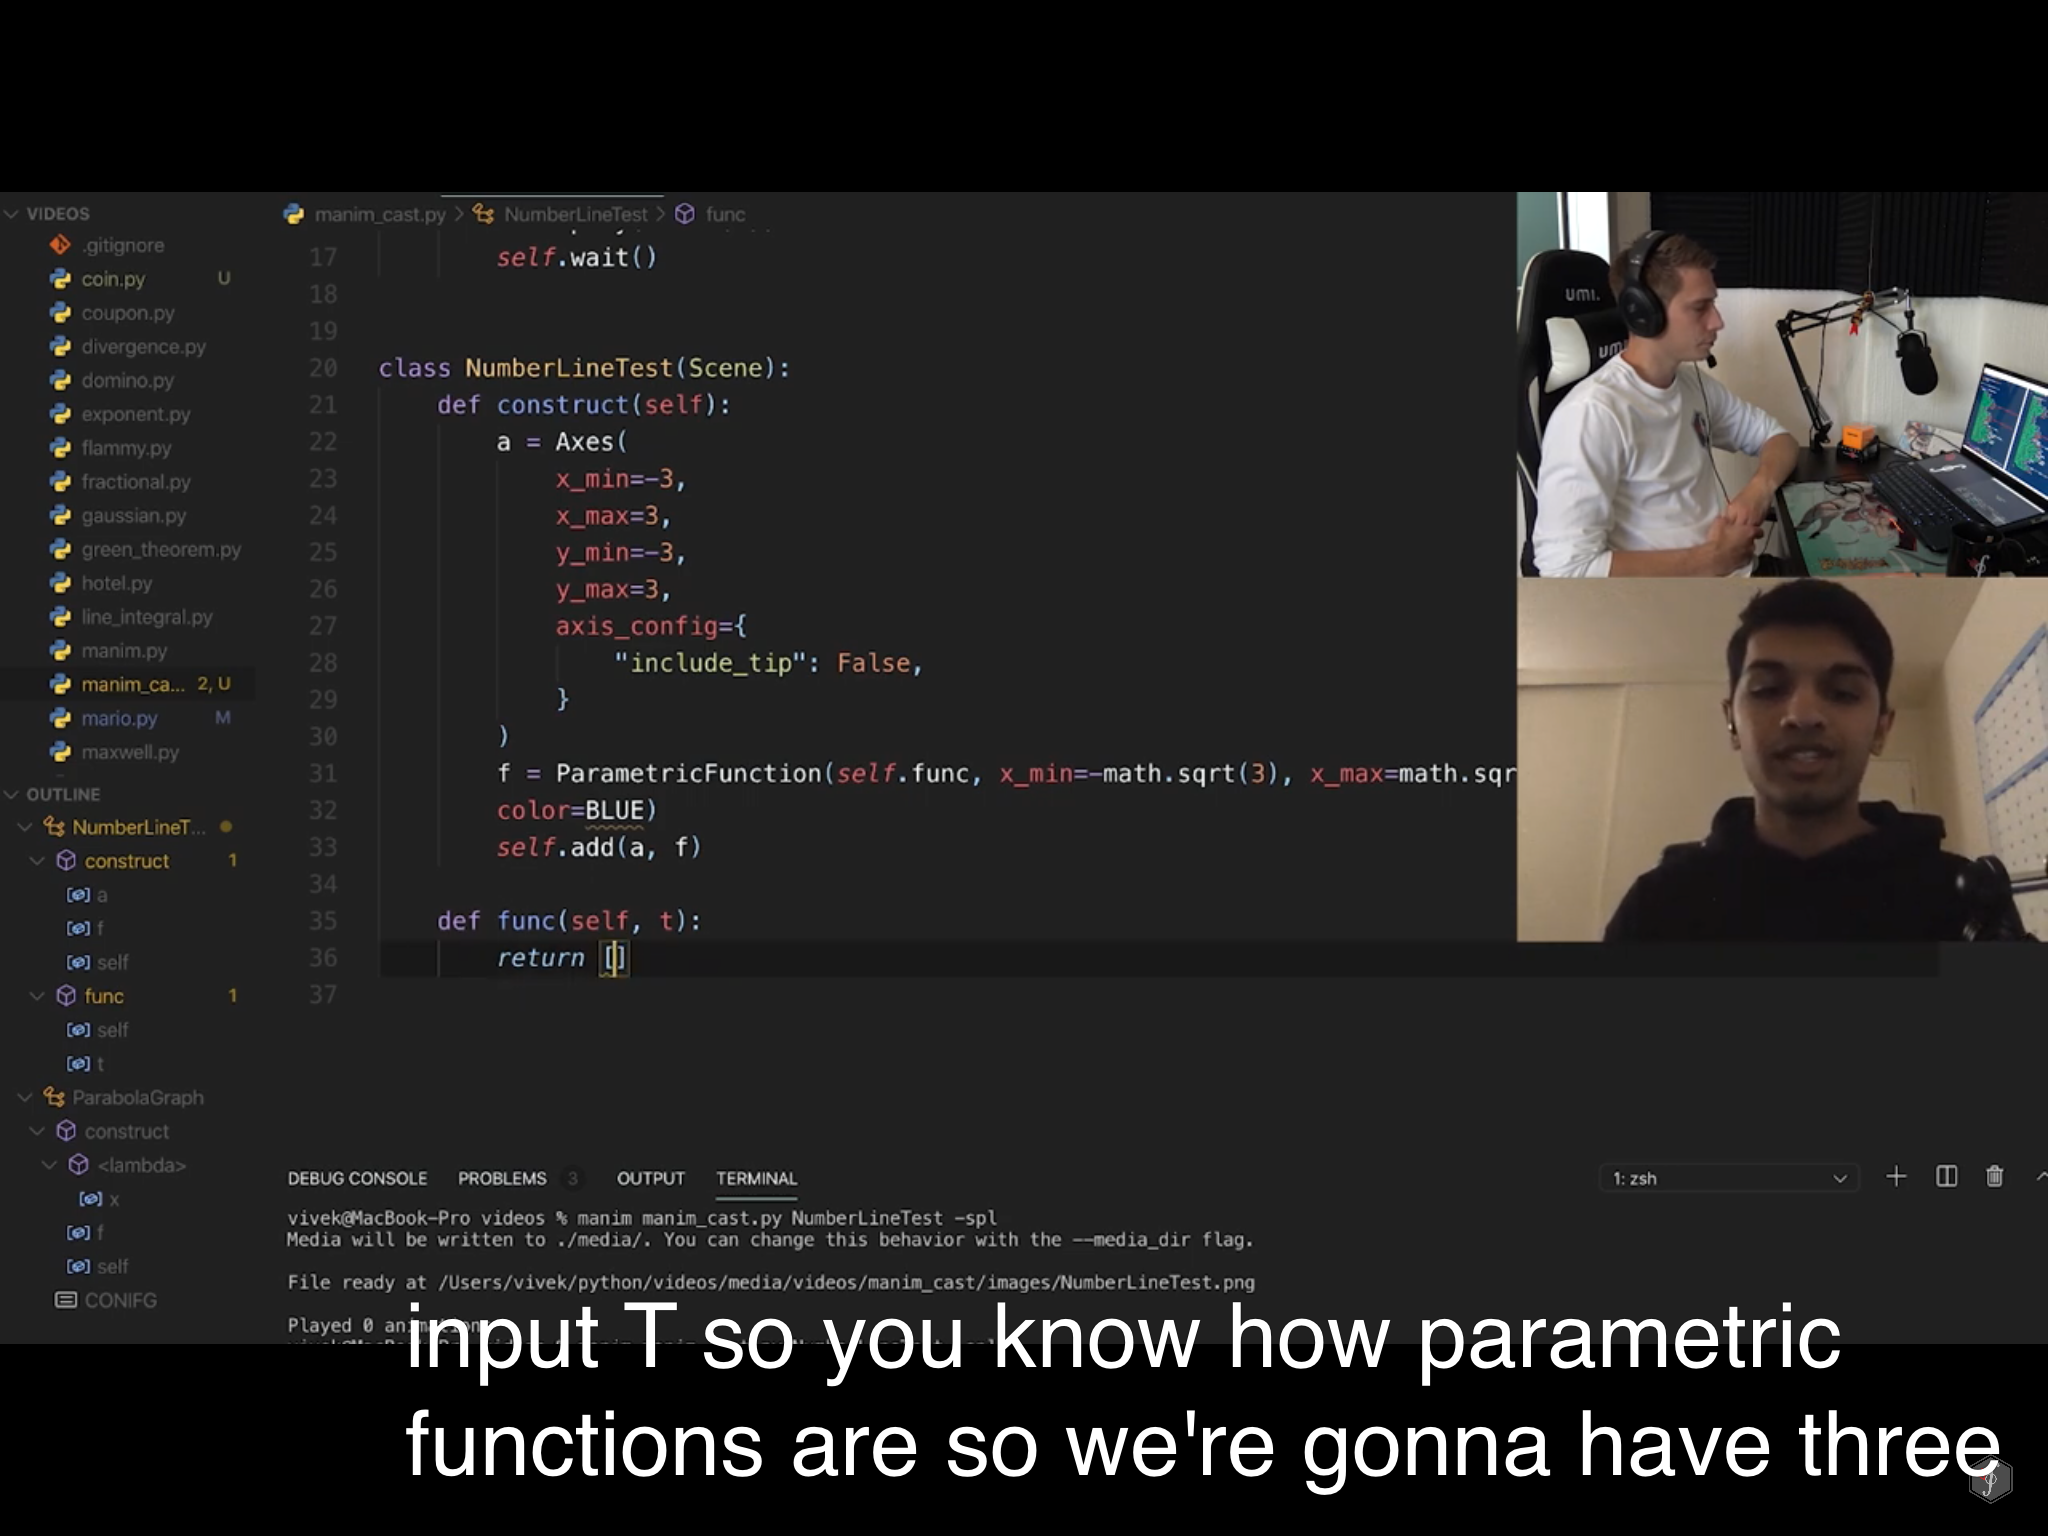 VIDEOS
.gitignore
coin.py U
coupon.py
divergence.py
domino.py
exponent.py
flammy.py
fractional.py
gaussian.py
green_theorem.py
hotel.py
line_integral.py
manim.py
manim_ca... 2, U
mario.py M
maxwell.py
OUTLINE
NumberLineT...
construct 1
a
f
self
func 1
self
t
ParabolaGraph
construct
<lambda>
x
f
self
CONIFG
manim_cast.py > NumberLineTest > func
17 self.wait()
18
19
20 class NumberLineTest(Scene):
21 def construct(self):
22 a = Axes(
23 x_min=-3,
24 x_max=3,
25 y_min=-3,
26 y_max=3,
27 axis_config={
28 "include_tip": False,
29 }
30 )
31 f = ParametricFunction(self.func, x_min=-math.sqrt(3), x_max=math.sqr
32 color=BLUE)
33 self.add(a, f)
34
35 def func(self, t):
36 return []
37
UMI.
DEBUG CONSOLE PROBLEMS 3 OUTPUT TERMINAL 1: zsh
vivek@MacBook-Pro videos % manim manim_cast.py NumberLineTest -spl
Media will be written to ./media/. You can change this behavior with the --media_dir flag.
File ready at /Users/vivek/python/videos/media/videos/manim_cast/images/NumberLineTest.png
Played 0
input T so you know how parametric
functions are so we're gonna have three